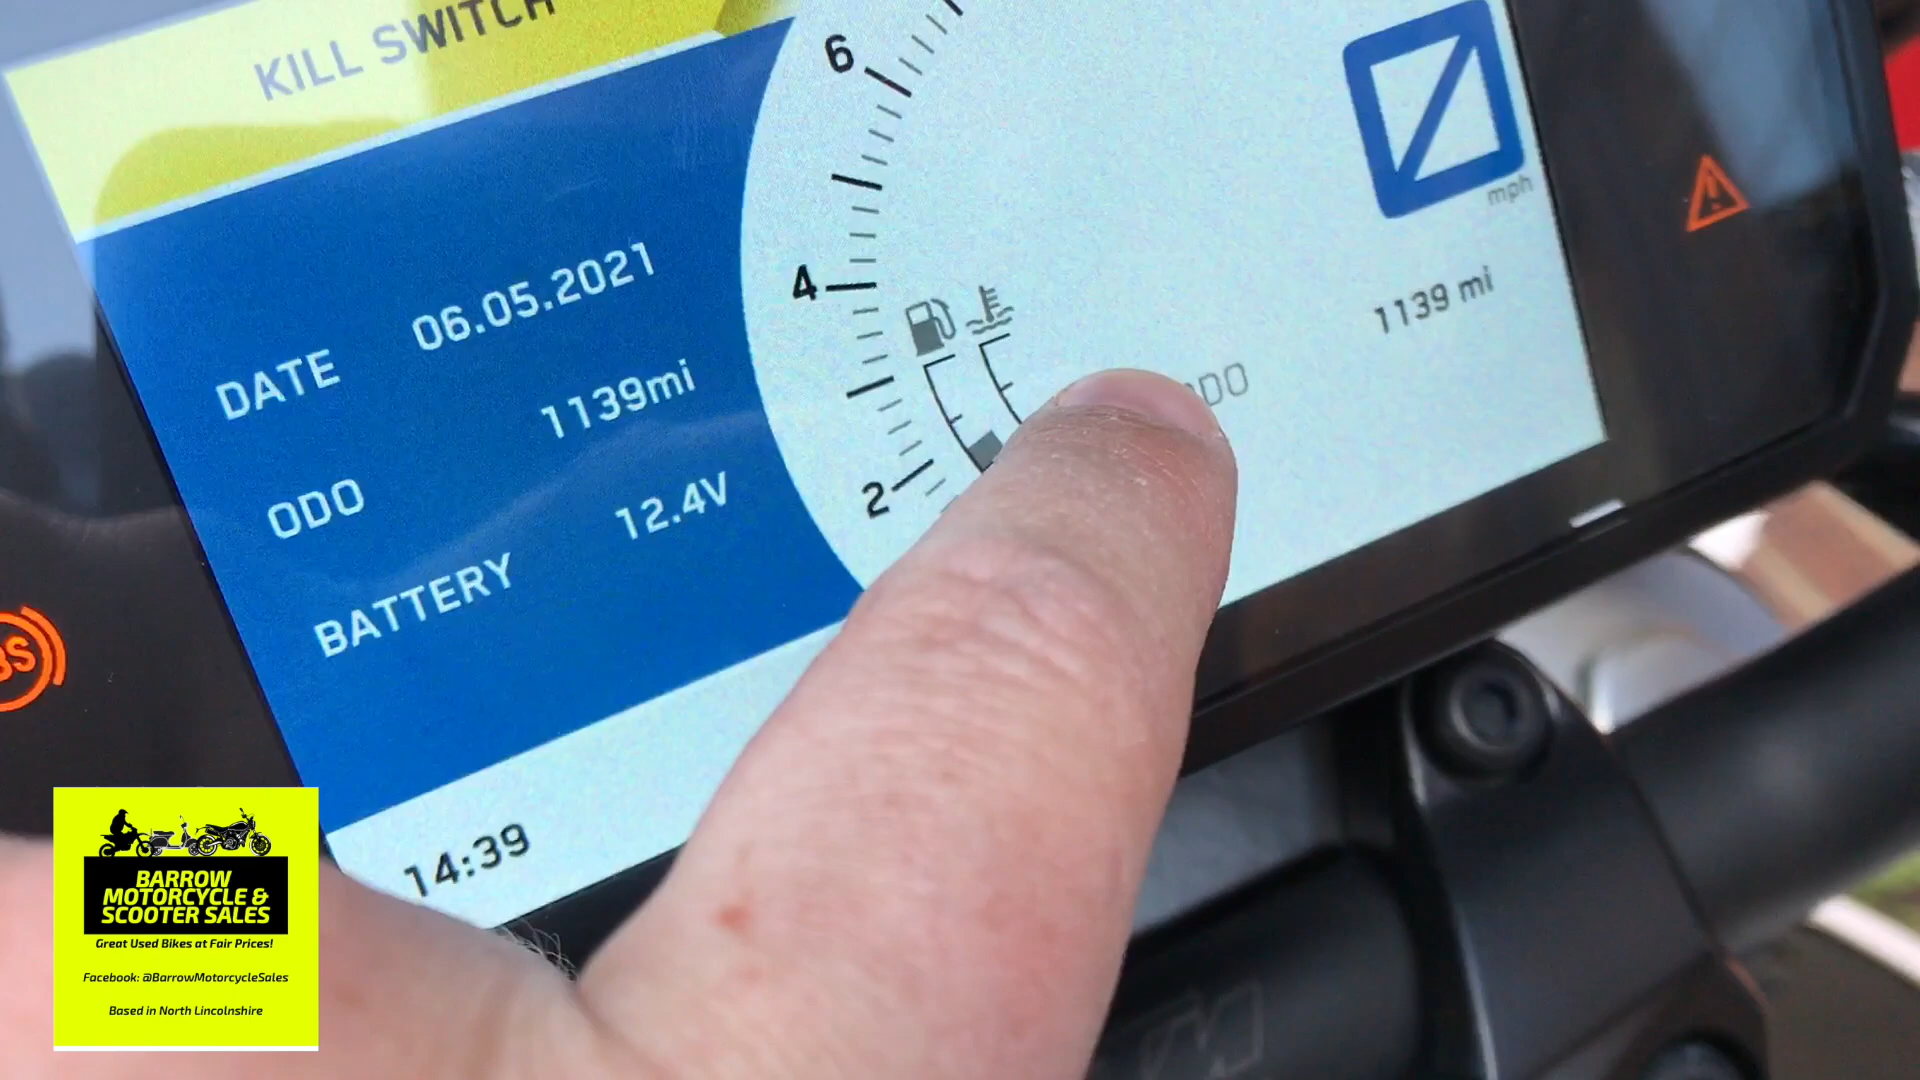 KILL SWITCH
DATE 06.05.2021
ODO 1139mi
BATTERY 12.4V
14:39
6
4
2
0
mph
1139 mi
BARROW
MOTORCYCLE &
SCOOTER SALES
Great Used Bikes at Fair Prices!
Facebook: @BarrowMotorcycleSales
Based in North Lincolnshire